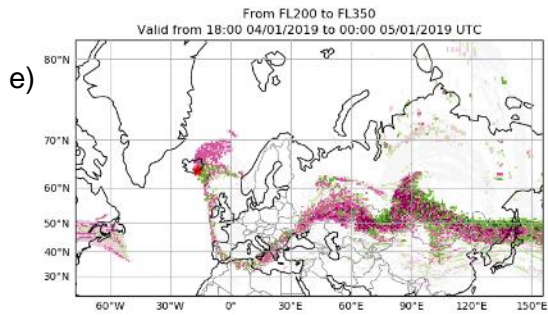 From FL200 to FL350
Valid from 18:00 04/01/2019 to 00:00 05/01/2019 UTC
e)
80°N
70°N
60°N
50°N
40°N
30°N
60°W 30°W 0° 30°E 60°E 90°E 120°E 150°E